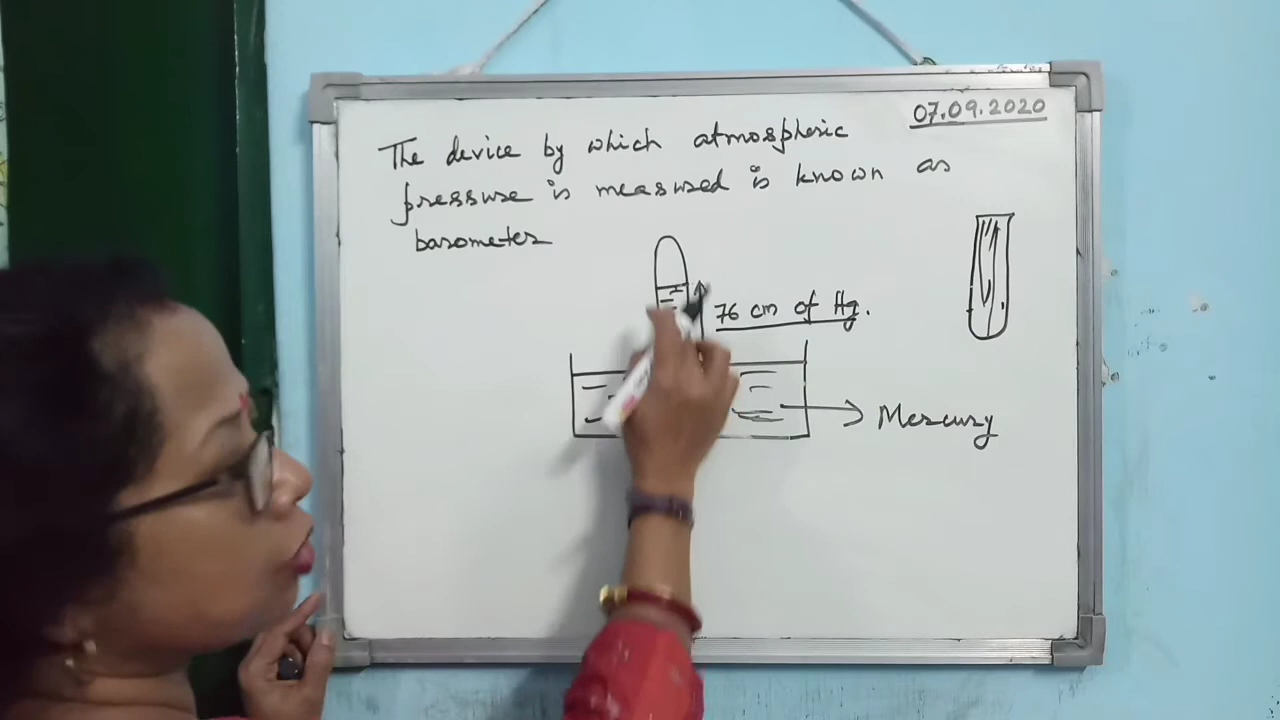 07.09.2020
The device by which atmospheric
pressure is measured is known as
barometer
76 cm of Hg.
Mercury